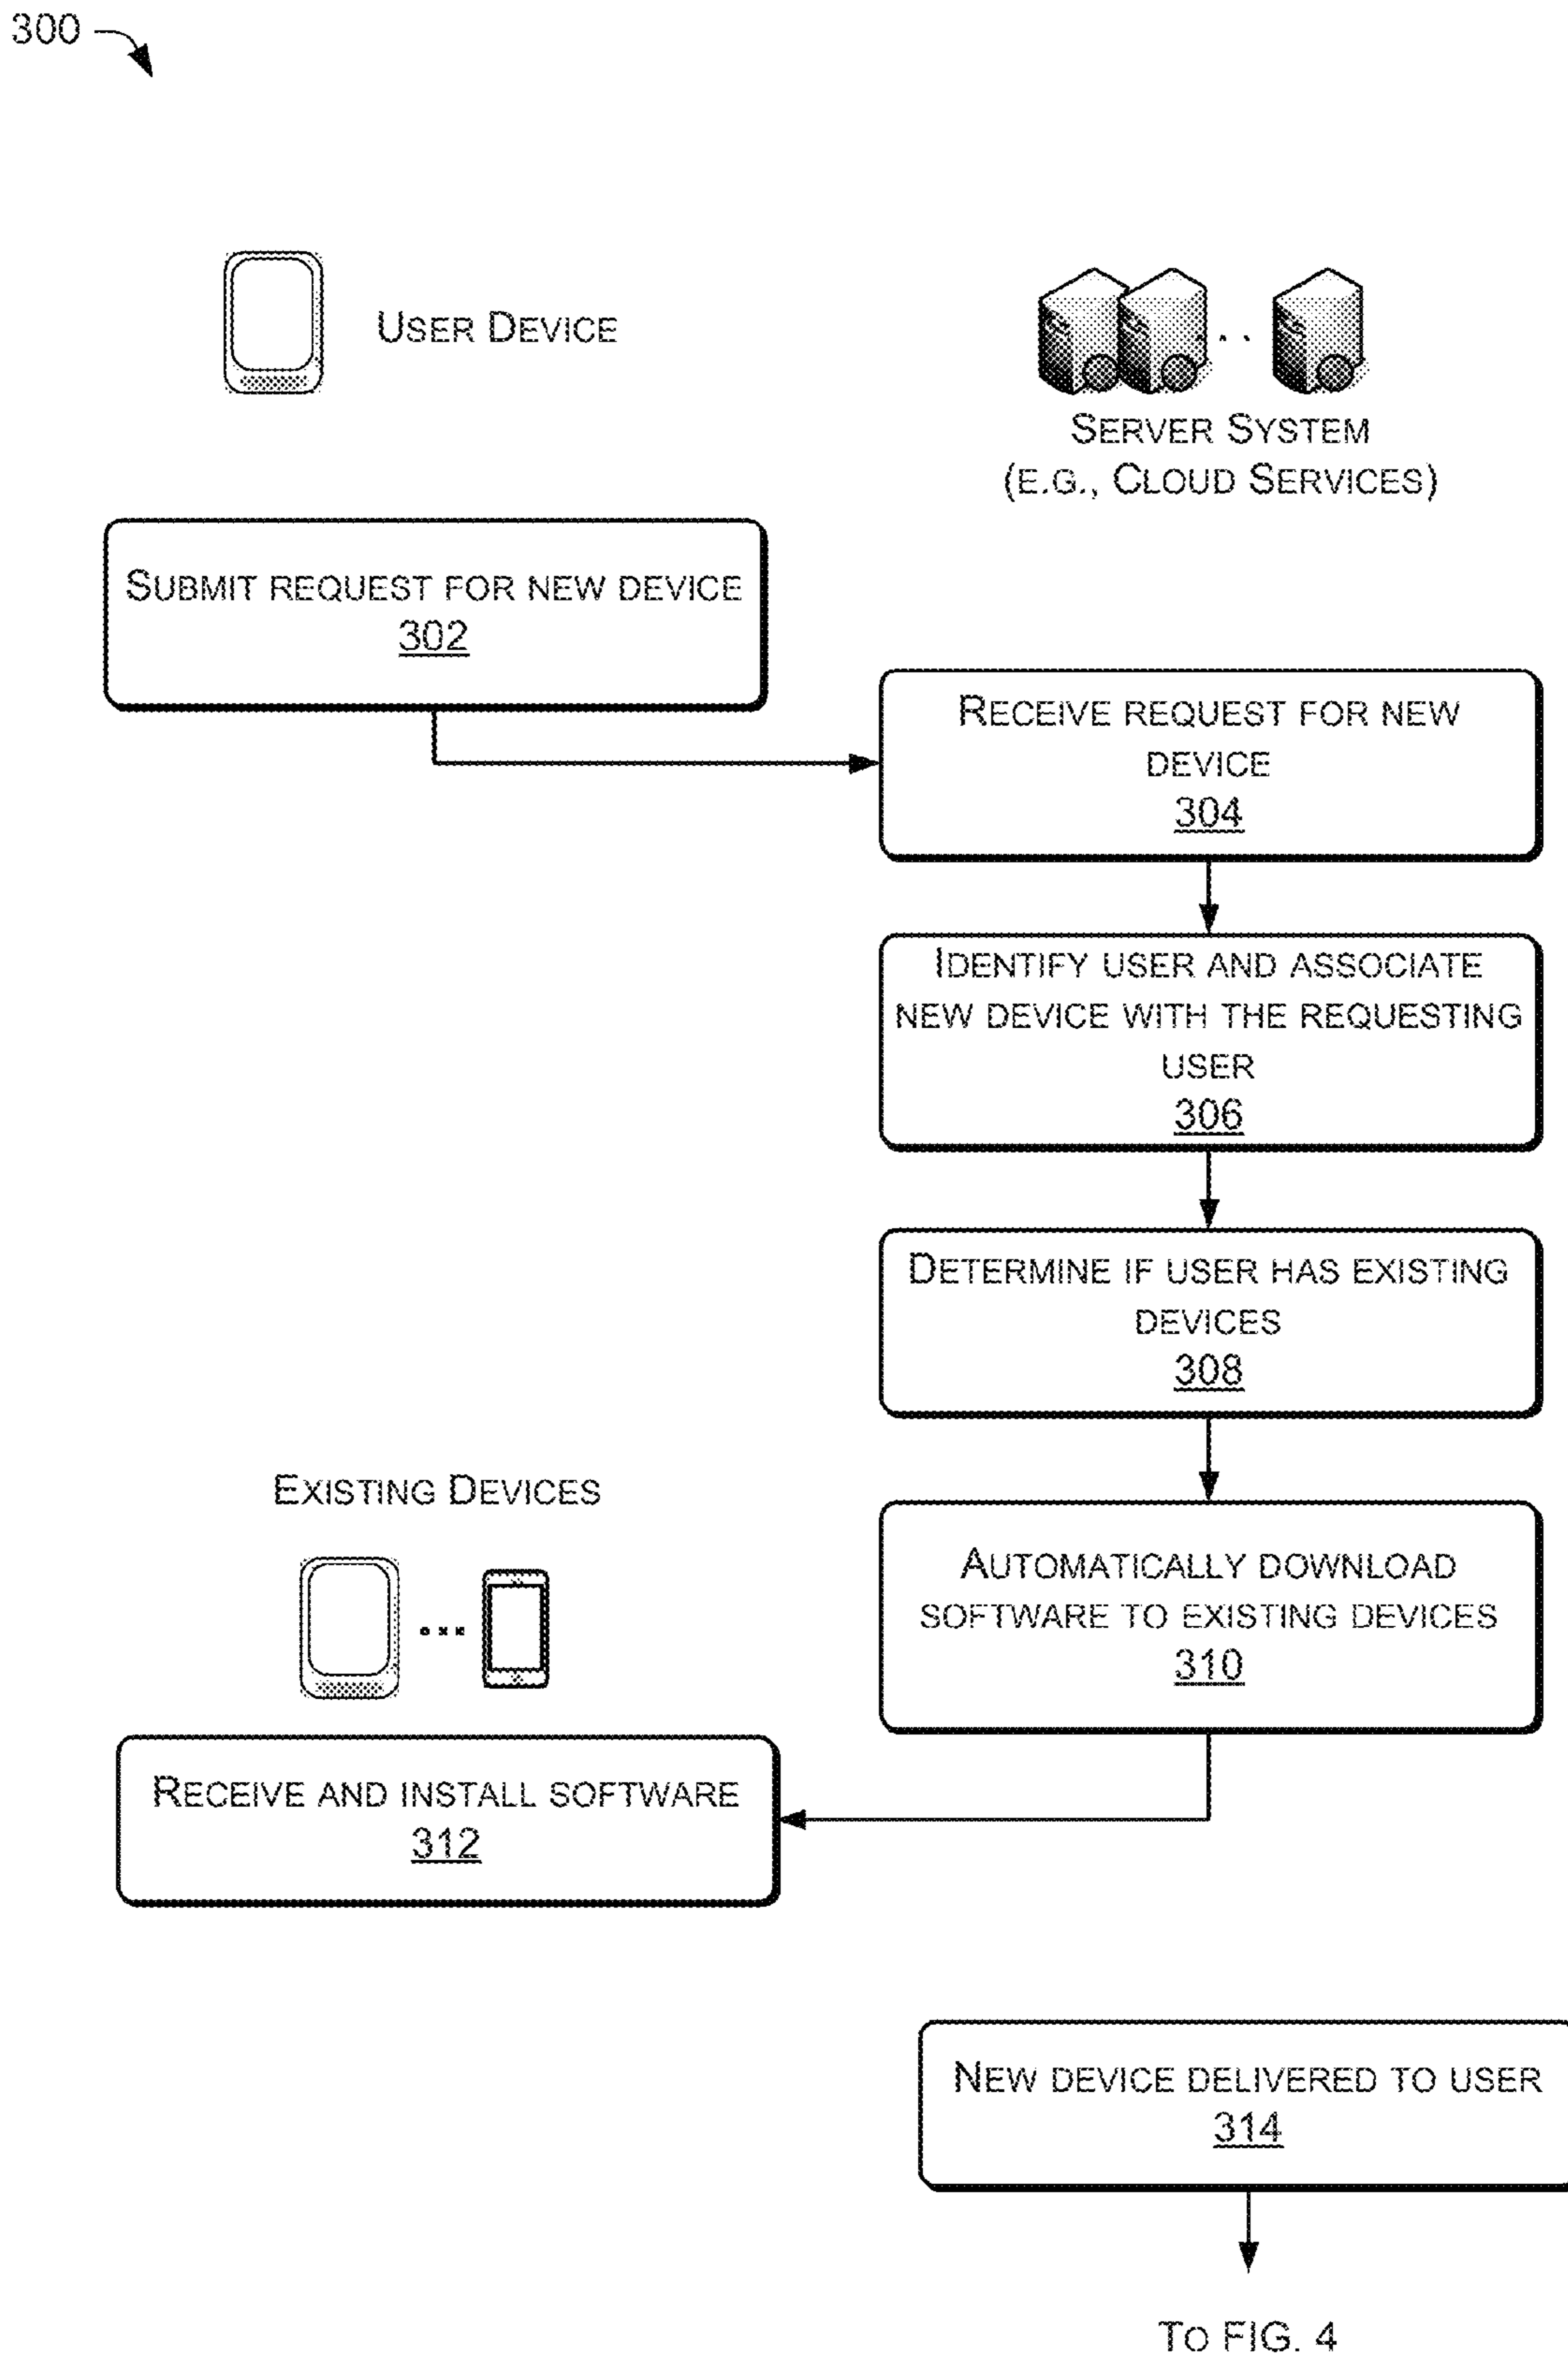 300
USER DEVICE
SERVER SYSTEM
(E.G., CLOUD SERVICES)
SUBMIT REQUEST FOR NEW DEVICE
302
RECEIVE REQUEST FOR NEW
DEVICE
304
IDENTIFY USER AND ASSOCIATE
NEW DEVICE WITH THE REQUESTING
USER
306
DETERMINE IF USER HAS EXISTING
DEVICES
308
EXISTING DEVICES
AUTOMATICALLY DOWNLOAD
SOFTWARE TO EXISTING DEVICES
310
RECEIVE AND INSTALL SOFTWARE
312
NEW DEVICE DELIVERED TO USER
314
TO FIG. 4